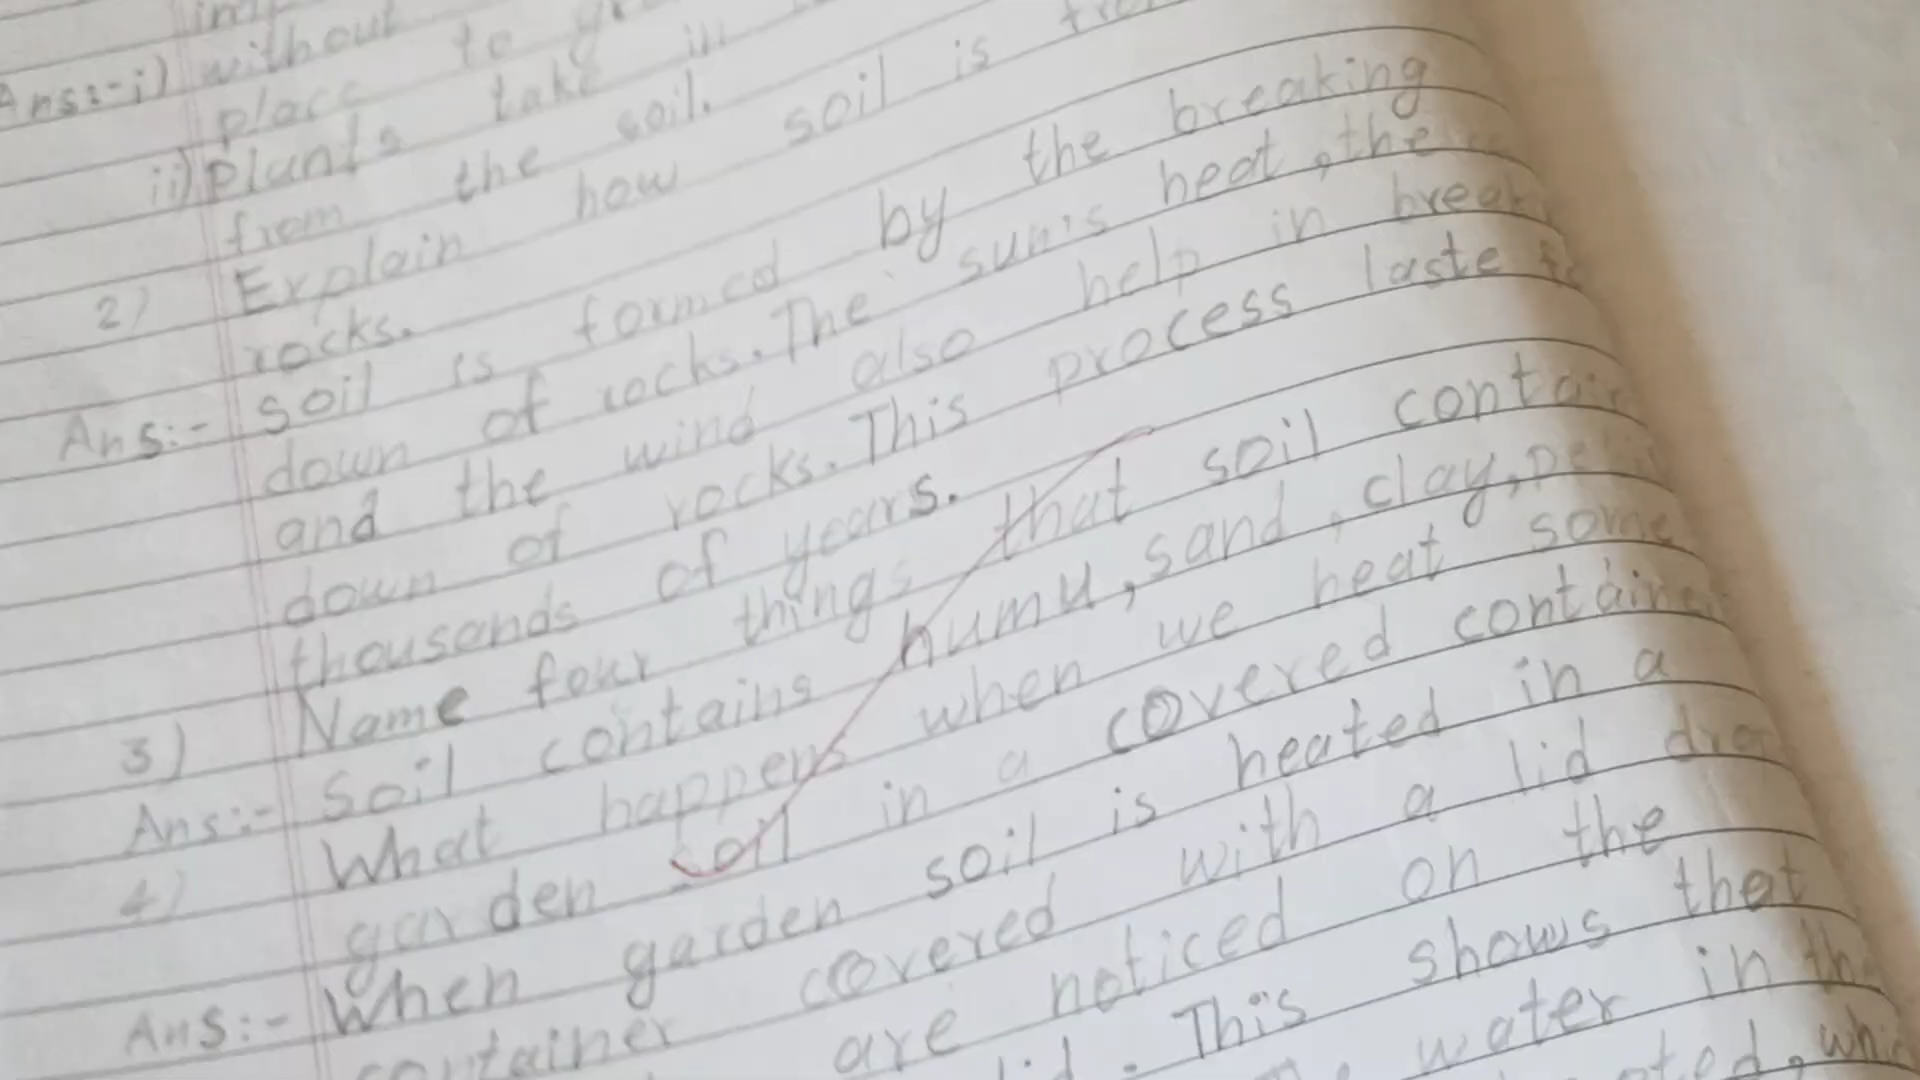 Ans:-i) without
place to
ii) Plants take in
from the soil.
2) Explain how soil is
rocks.
Ans:- Soil is formed by the breaking
down of rocks. The sun's heat, the
and the wind also help in
down of rocks. This process laste
thousands of years.
3) Name four things that soil
Ans:- Soil contains humu, sand, clay,
4) What happens when we heat some
garden soil in a covered
Ans:- When garden soil is heated in a
container covered with a lid
are noticed on the
lid. This shows that
water in